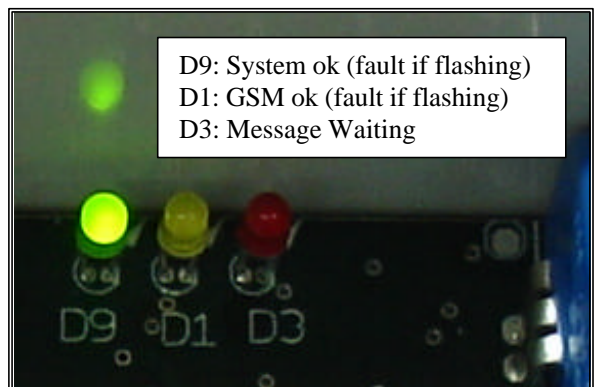 D9: System ok (fault if flashing)
D1: GSM ok (fault if flashing)
D3: Message Waiting
D9 D1 D3